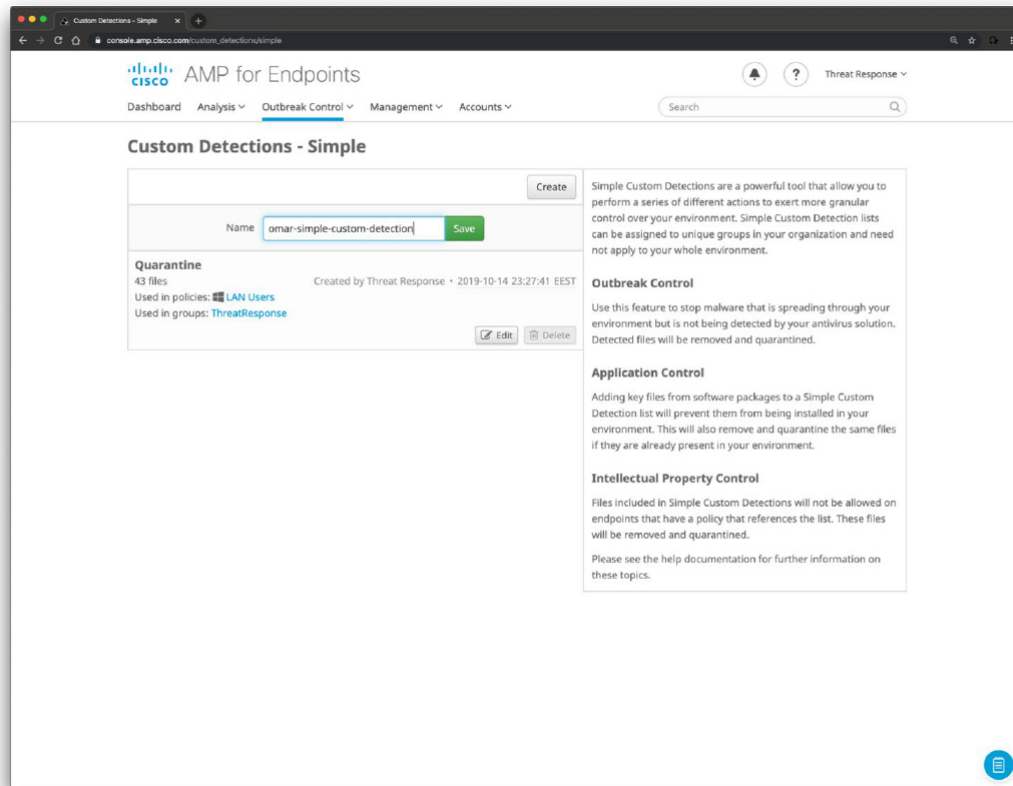 Custom Detections - Simple
console.amp.cisco.com/custom_detections/simple
cisco AMP for Endpoints
? Threat Response
Dashboard Analysis Outbreak Control Management Accounts
Search
Custom Detections - Simple
Create
Name omar-simple-custom-detection Save
Quarantine
43 files Created by Threat Response • 2019-10-14 23:27:41 EEST
Used in policies: LAN Users
Used in groups: ThreatResponse
Edit Delete
Simple Custom Detections are a powerful tool that allow you to
perform a series of different actions to exert more granular
control over your environment. Simple Custom Detection lists
can be assigned to unique groups in your organization and need
not apply to your whole environment.
Outbreak Control
Use this feature to stop malware that is spreading through your
environment but is not being detected by your antivirus solution.
Detected files will be removed and quarantined.
Application Control
Adding key files from software packages to a Simple Custom
Detection list will prevent them from being installed in your
environment. This will also remove and quarantine the same files
if they are already present in your environment.
Intellectual Property Control
Files included in Simple Custom Detections will not be allowed on
endpoints that have a policy that references the list. These files
will be removed and quarantined.
Please see the help documentation for further information on
these topics.